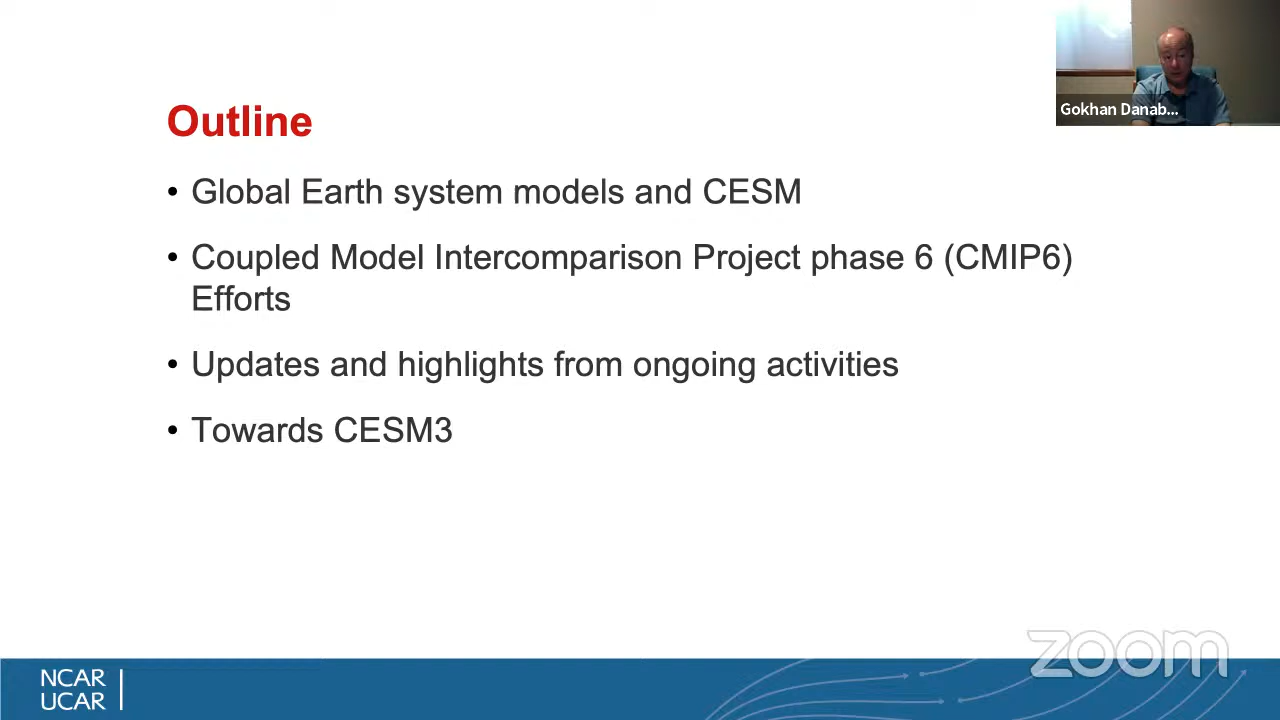 Gokhan Danab...
Outline
• Global Earth system models and CESM
• Coupled Model Intercomparison Project phase 6 (CMIP6)
Efforts
• Updates and highlights from ongoing activities
• Towards CESM3
zoom
NCAR
UCAR